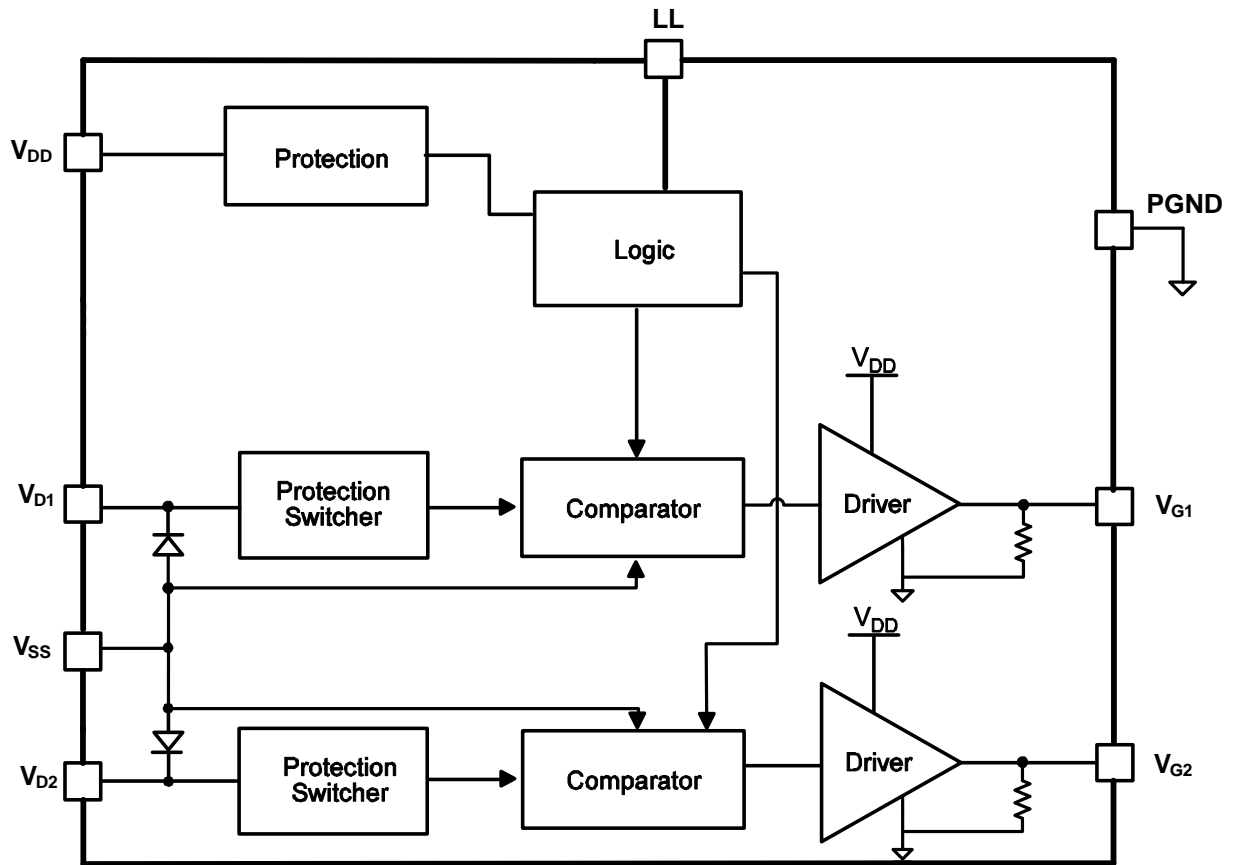 LL
VDD
Protection
PGND
Logic
VDD
VD1
Protection
Switcher
Comparator
Driver
VG1
VSS
VDD
VD2
Protection
Switcher
Comparator
Driver
VG2